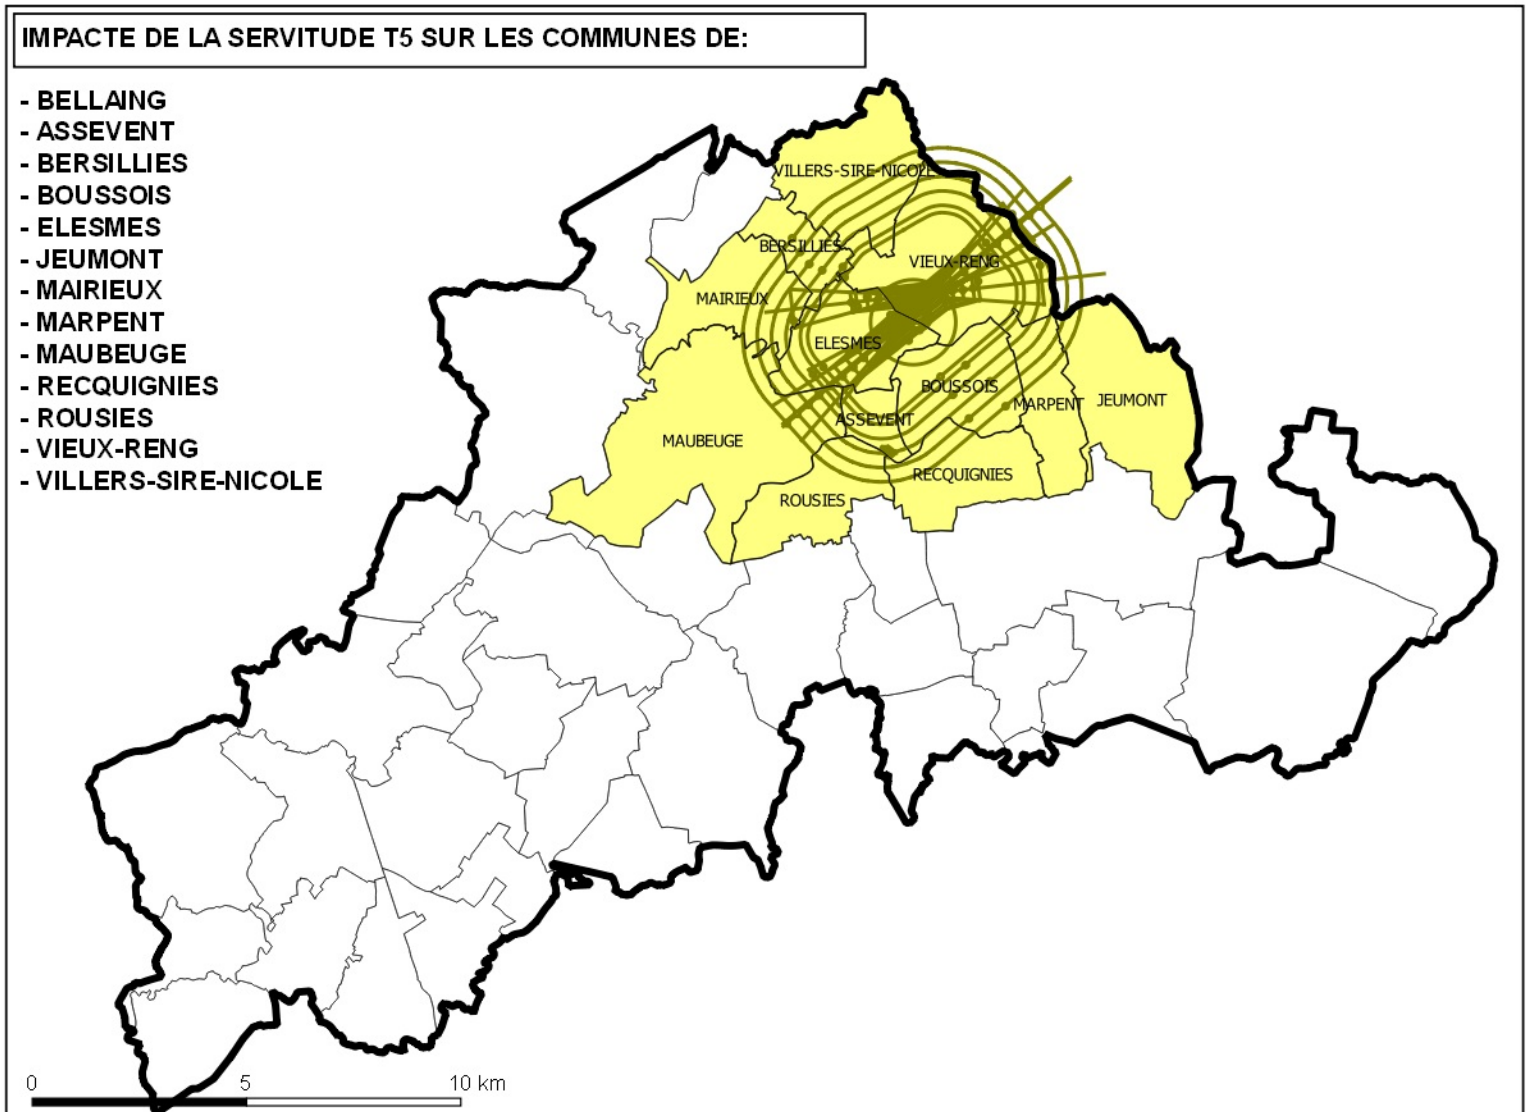 IMPACTE DE LA SERVITUDE T5 SUR LES COMMUNES DE:
- BELLAING
- ASSEVENT
- BERSILLIES
- BOUSSOIS
- ELESMES
- JEUMONT
- MAIRIEUX
- MARPENT
- MAUBEUGE
- RECQUIGNIES
- ROUSIES
- VIEUX-RENG
- VILLERS-SIRE-NICOLE
VILLERS-SIRE-NICOLE
BERSILLIES
VIEUX-RENG
MAIRIEUX
ELESMES
BOUSSOIS
JEUMONT
MARPENT
ASSEVENT
MAUBEUGE
RECQUIGNIES
ROUSIES
0 5 10 km